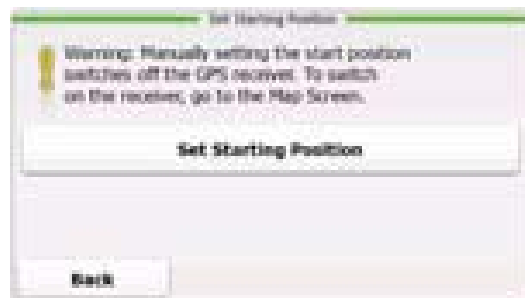 Set Starting Position
Warning: Manually setting the start position
switches off the GPS receiver. To switch
on the receiver, go to the Map Screen.
Set Starting Position
Back